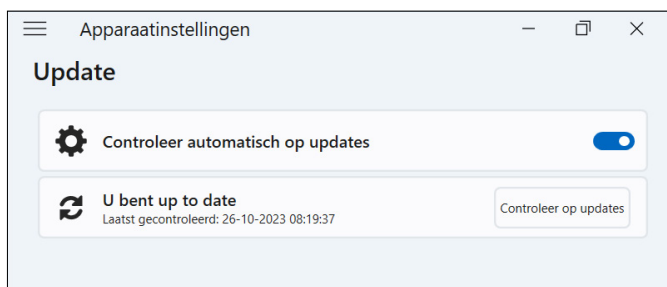 Apparaatinstellingen
Update
Controleer automatisch op updates
U bent up to date
Laatst gecontroleerd: 26-10-2023 08:19:37
Controleer op updates